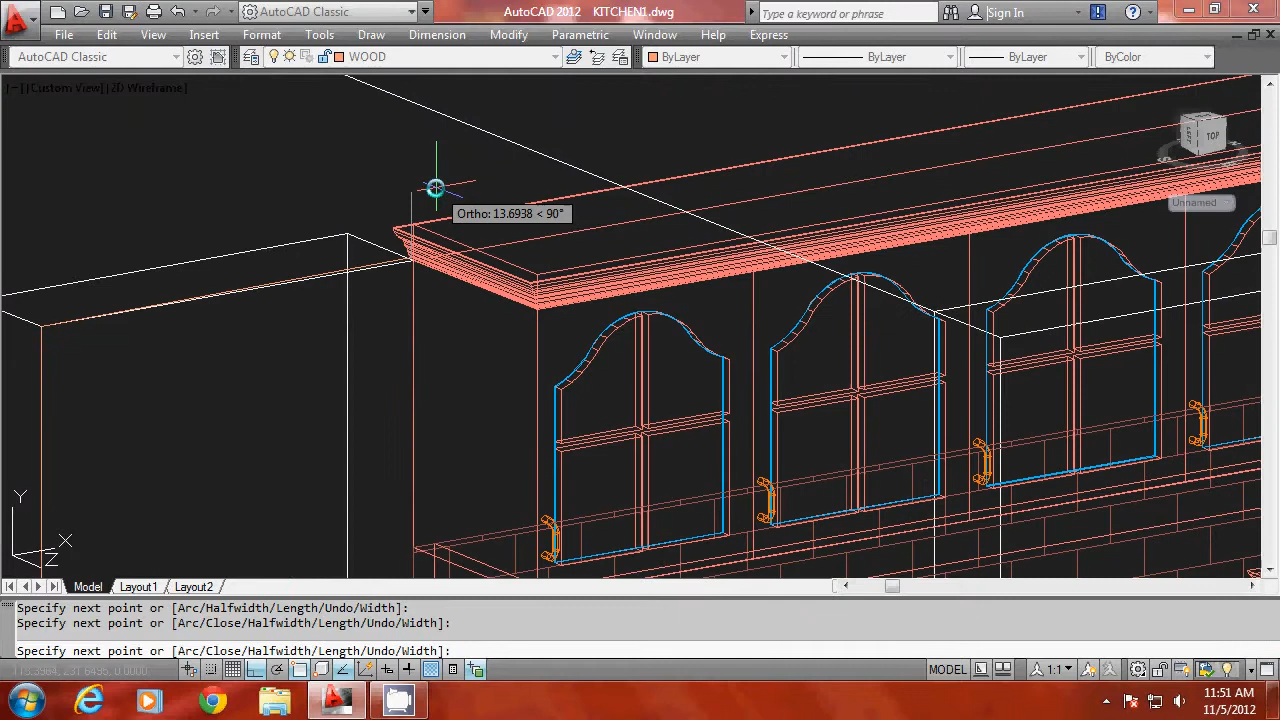 AutoCAD Classic
AutoCAD 2012 KITCHEN1.dwg
Type a keyword or phrase
Sign In
File Edit View Insert Format Tools Draw Dimension Modify Parametric Window Help Express
AutoCAD Classic
WOOD
ByLayer
ByLayer
ByLayer
ByColor
[−][Custom View][2D Wireframe]
LEFT
TOP
Unnamed
Ortho: 13.6938 < 90°
Y
X
Z
Model Layout1 Layout2
Specify next point or [Arc/Halfwidth/Length/Undo/Width]:
Specify next point or [Arc/Close/Halfwidth/Length/Undo/Width]:
Specify next point or [Arc/Close/Halfwidth/Length/Undo/Width]:
MODEL
1:1
11:51 AM
11/5/2012